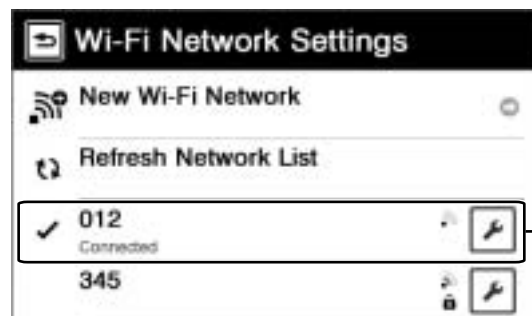 Wi-Fi Network Settings
New Wi-Fi Network
Refresh Network List
012
Connected
345